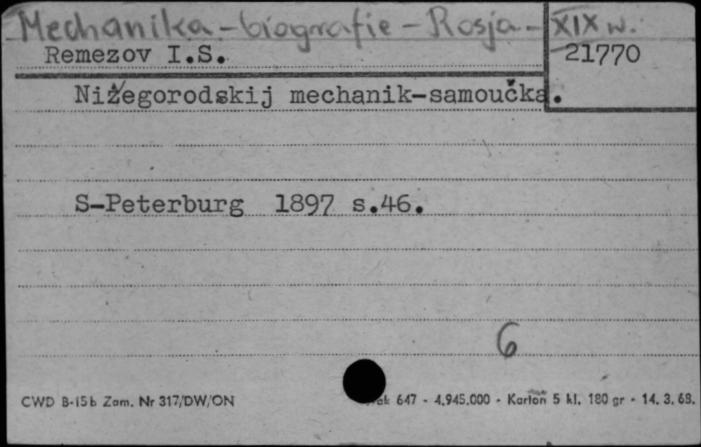 Mechanika - biografie - Rosja - XIX w.
Remezov I.S. 21770
Niżegorodskij mechanik-samoučka.
S-Peterburg 1897 s.46.
6
CWD B-15b Zam. Nr 317/DW/ON 647 - 4.945.000 - Karton 5 kl. 180 gr - 14. 3. 68.